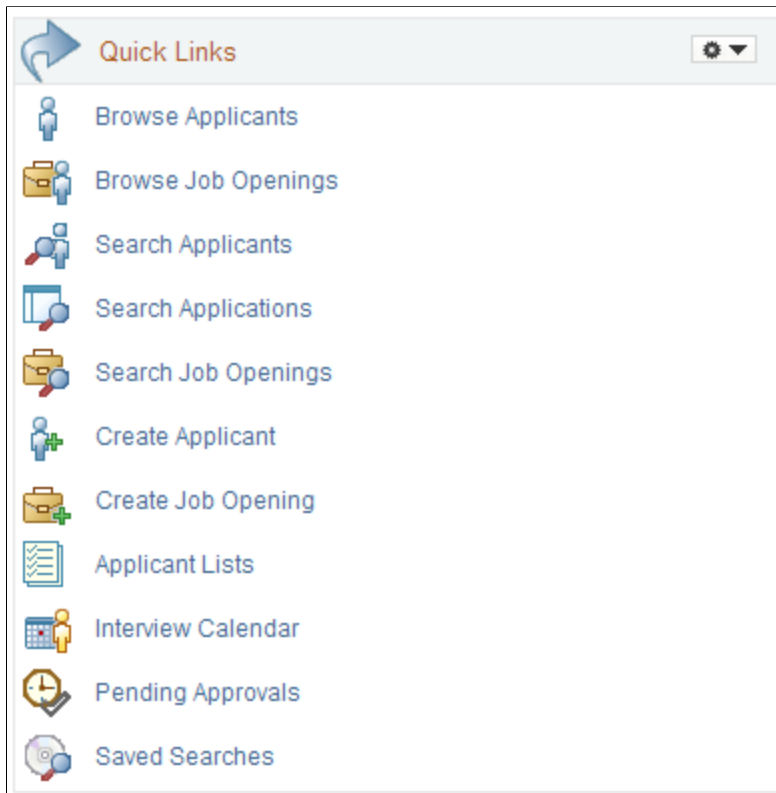 Quick Links
Browse Applicants
Browse Job Openings
Search Applicants
Search Applications
Search Job Openings
Create Applicant
Create Job Opening
Applicant Lists
Interview Calendar
Pending Approvals
Saved Searches